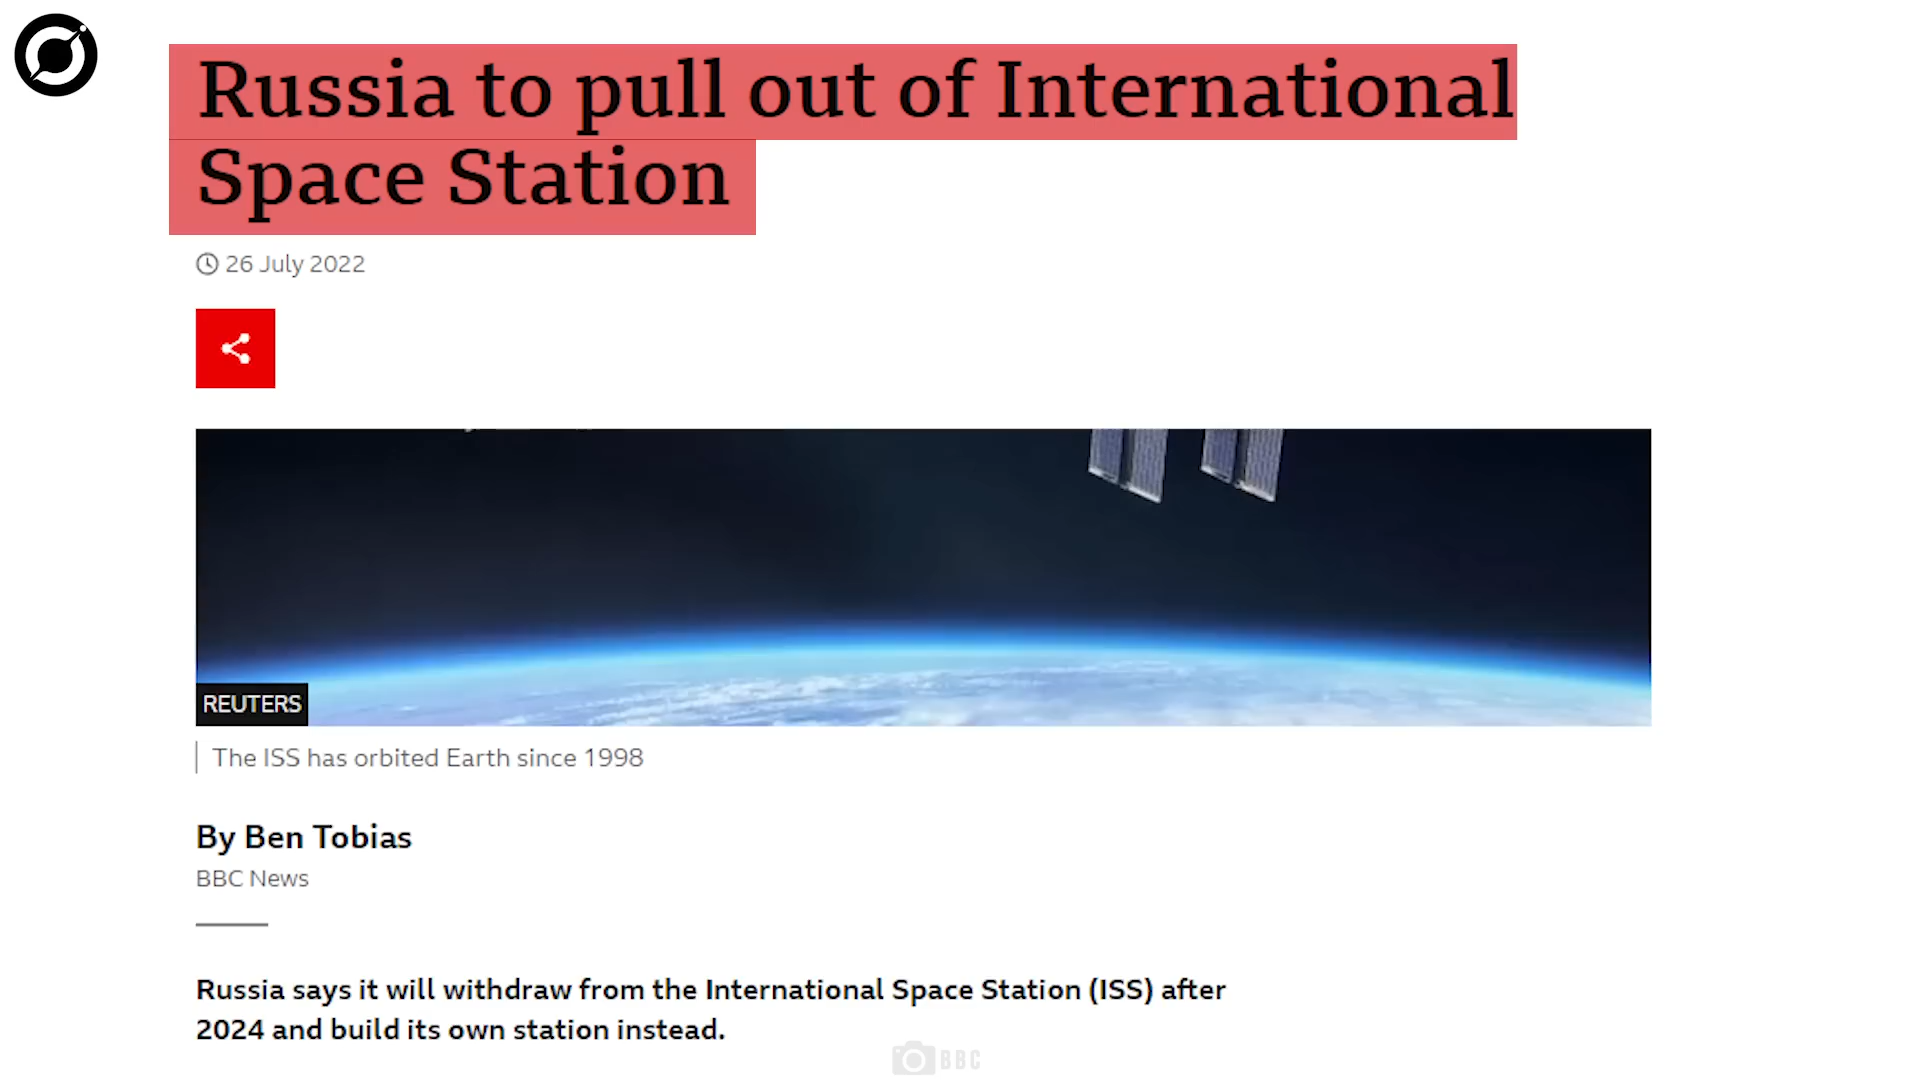 Russia to pull out of International
Space Station
26 July 2022
REUTERS
The ISS has orbited Earth since 1998
By Ben Tobias
BBC News
Russia says it will withdraw from the International Space Station (ISS) after
2024 and build its own station instead.
BBC